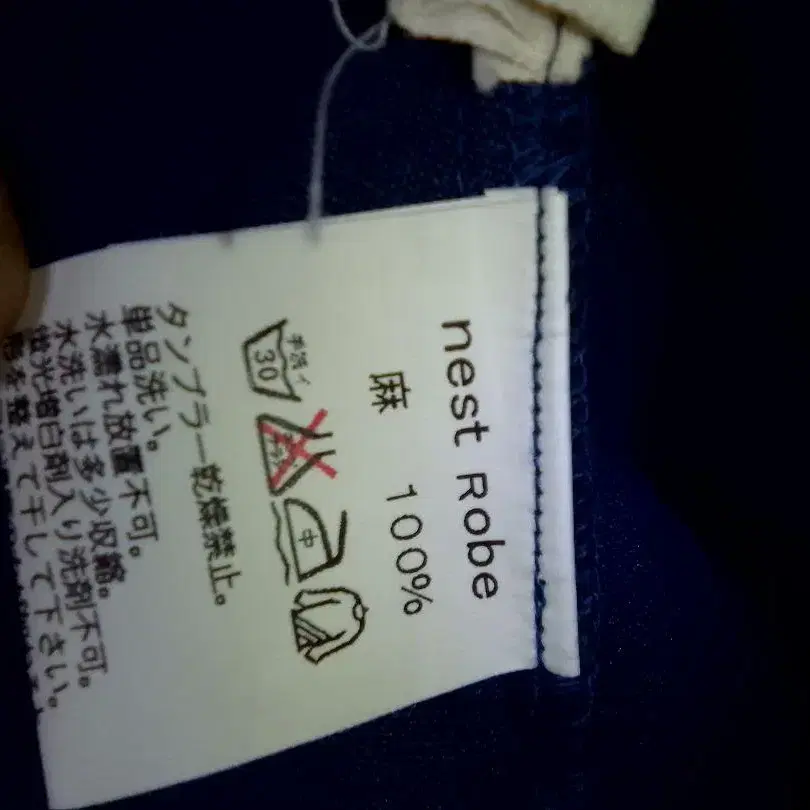 nest Robe
麻 100%
手洗イ
30
中
タンブラー乾燥禁止。
単品洗い。
水濡れ放置不可。
水洗いは多少収縮。
蛍光増白剤入り洗剤不可。
形を整えて干して下さい。